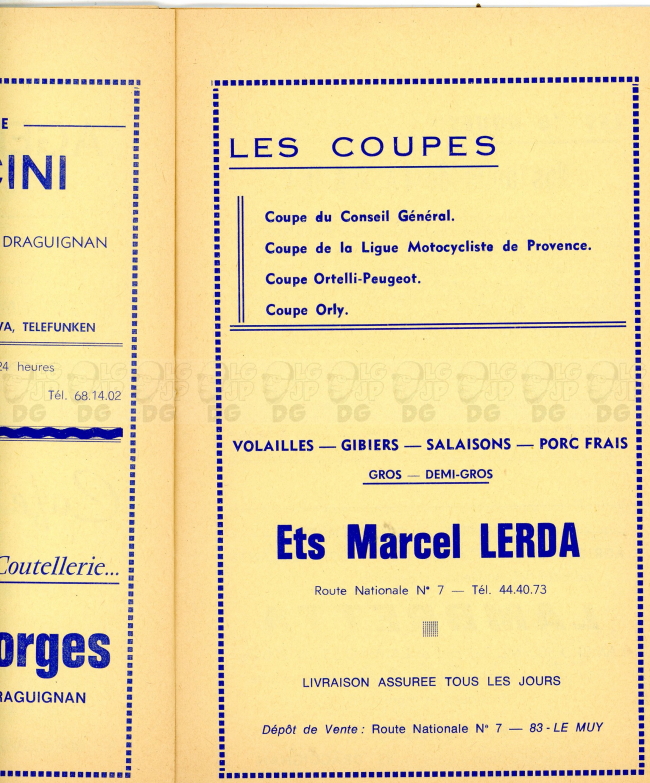 E
CINI
DRAGUIGNAN
VA, TELEFUNKEN
24 heures
Tél. 68.14.02
Coutellerie...
orges
RAGUIGNAN
LES COUPES
Coupe du Conseil Général.
Coupe de la Ligue Motocycliste de Provence.
Coupe Ortelli-Peugeot.
Coupe Orly.
VOLAILLES — GIBIERS — SALAISONS — PORC FRAIS
GROS — DEMI-GROS
Ets Marcel LERDA
Route Nationale N° 7 — Tél. 44.40.73
LIVRAISON ASSUREE TOUS LES JOURS
Dépôt de Vente : Route Nationale N° 7 — 83 - LE MUY